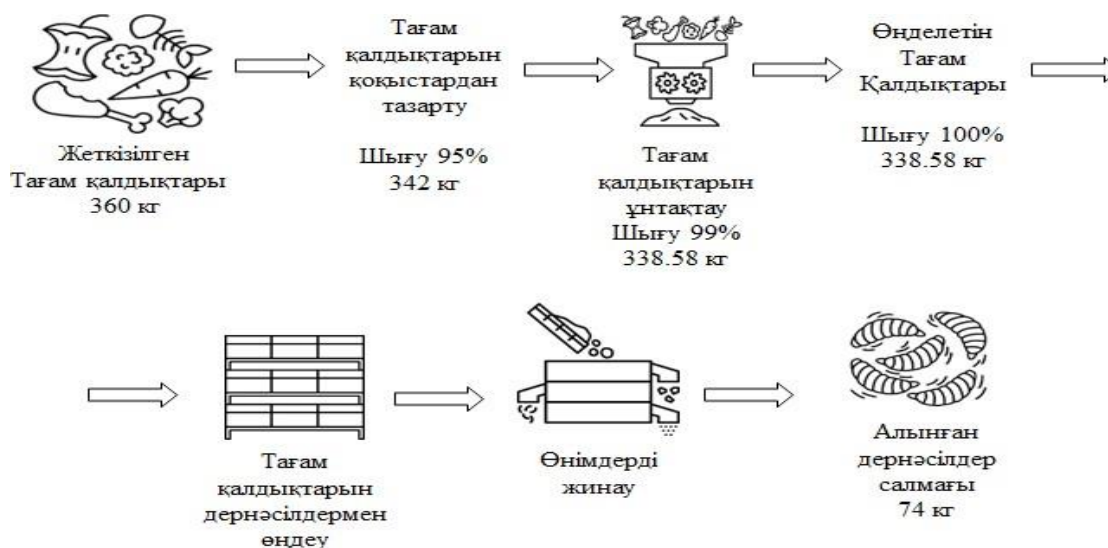 Жеткізілген
Тағам қалдықтары
360 кг
Тағам
қалдықтарын
қоқыстардан
тазарту
Шығу 95%
342 кг
Тағам
қалдықтарын
ұнтақтау
Шығу 99%
338.58 кг
Өңделетін
Тағам
Қалдықтары
Шығу 100%
338.58 кг
Тағам
қалдықтарын
дернәсілдермен
өңдеу
Өнімдерді
жинау
Алынған
дернәсілдер
салмағы
74 кг